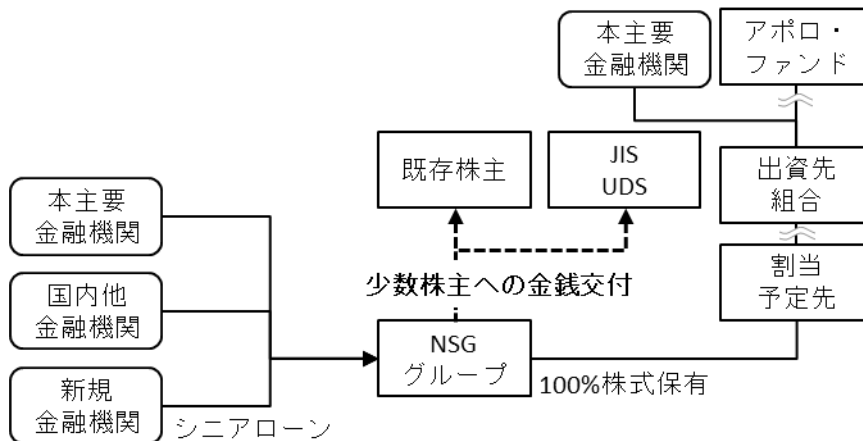 本主要
金融機関
アポロ・
ファンド
既存株主
JIS
UDS
出資先
組合
本主要
金融機関
国内他
金融機関
少数株主への金銭交付
割当
予定先
NSG
グループ
100%株式保有
新規
金融機関
シニアローン